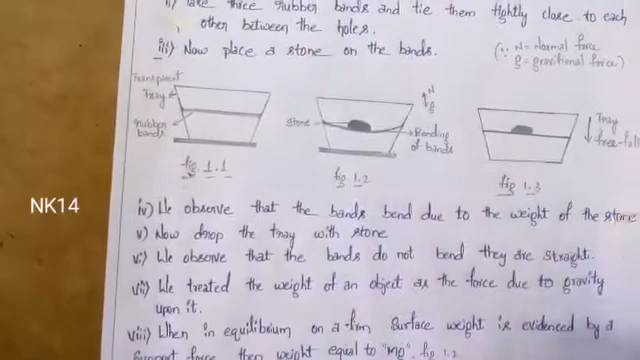 ii) Take three rubber bands and tie them tightly close to each
other between the holes.
iii) Now place a stone on the bands.
(∵ N = Normal force
g = gravitional force)
Transparent
Tray
Rubber
bands
fig 1.1
Stone
N
g
Bending
of bands
fig 1.2
Tray
free-fall
fig 1.3
NK14
iv) We observe that the bands bend due to the weight of the stone
v) Now drop the tray with stone
vi) We observe that the bands do not bend they are straight.
vii) We treated the weight of an object as the force due to gravity
upon it.
viii) When in equilibrium on a firm surface weight is evidenced by a
Support force then weight equal to "mg". fig 1.2